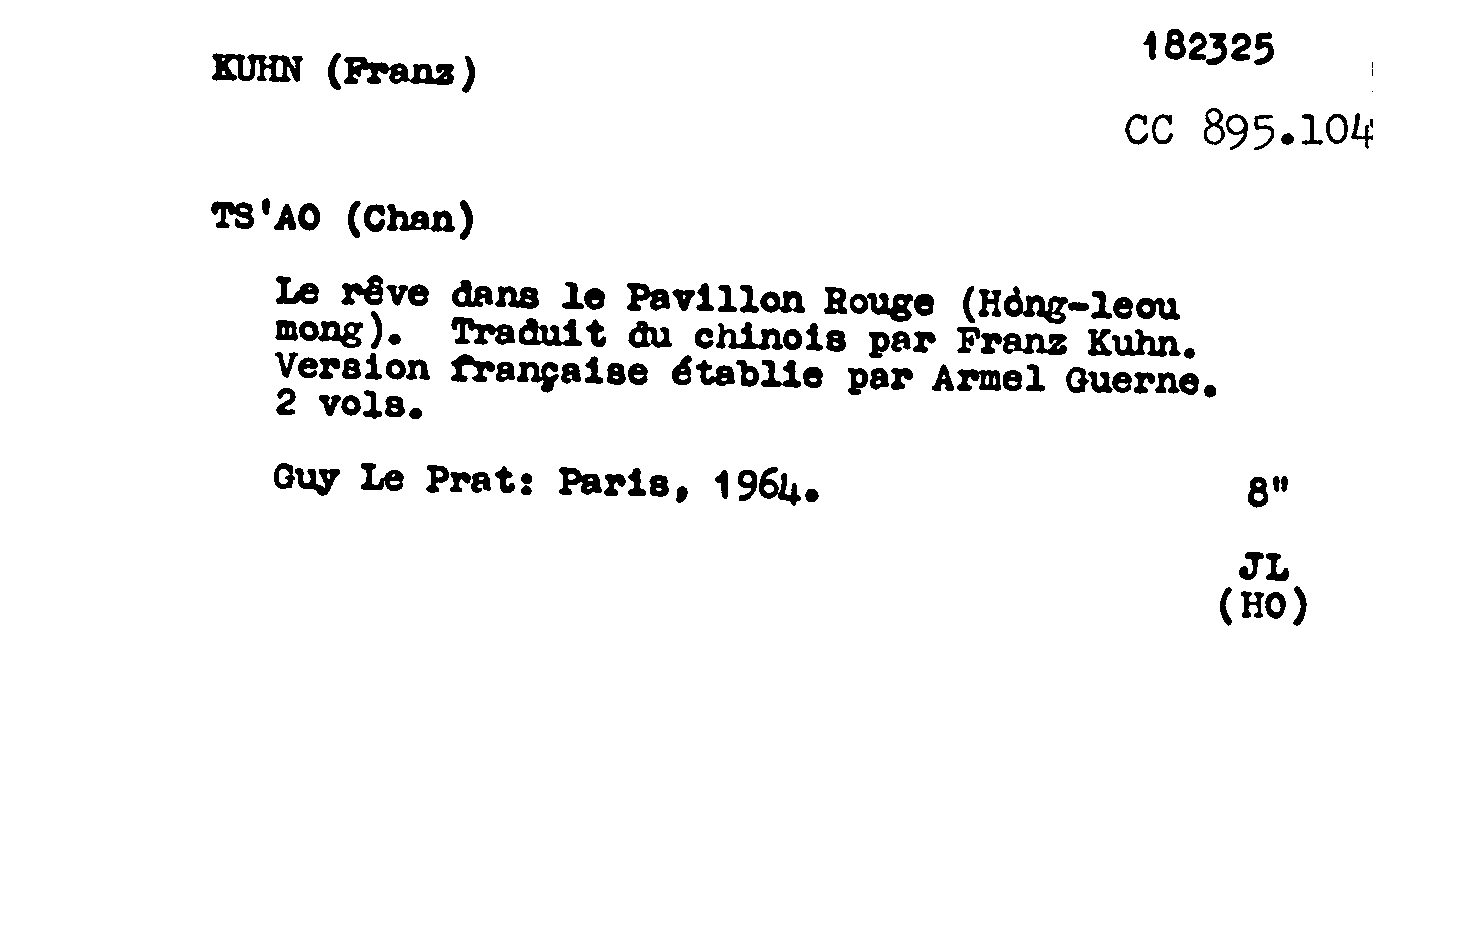 KUHN (Franz)
182325
CC 895.104
TS'AO (Chan)
Le rêve dans le Pavillon Rouge (Hòng-leou
mong). Traduit du chinois par Franz Kuhn.
Version française établie par Armel Guerne.
2 vols.
Guy Le Prat: Paris, 1964.
8"
JL
(HO)